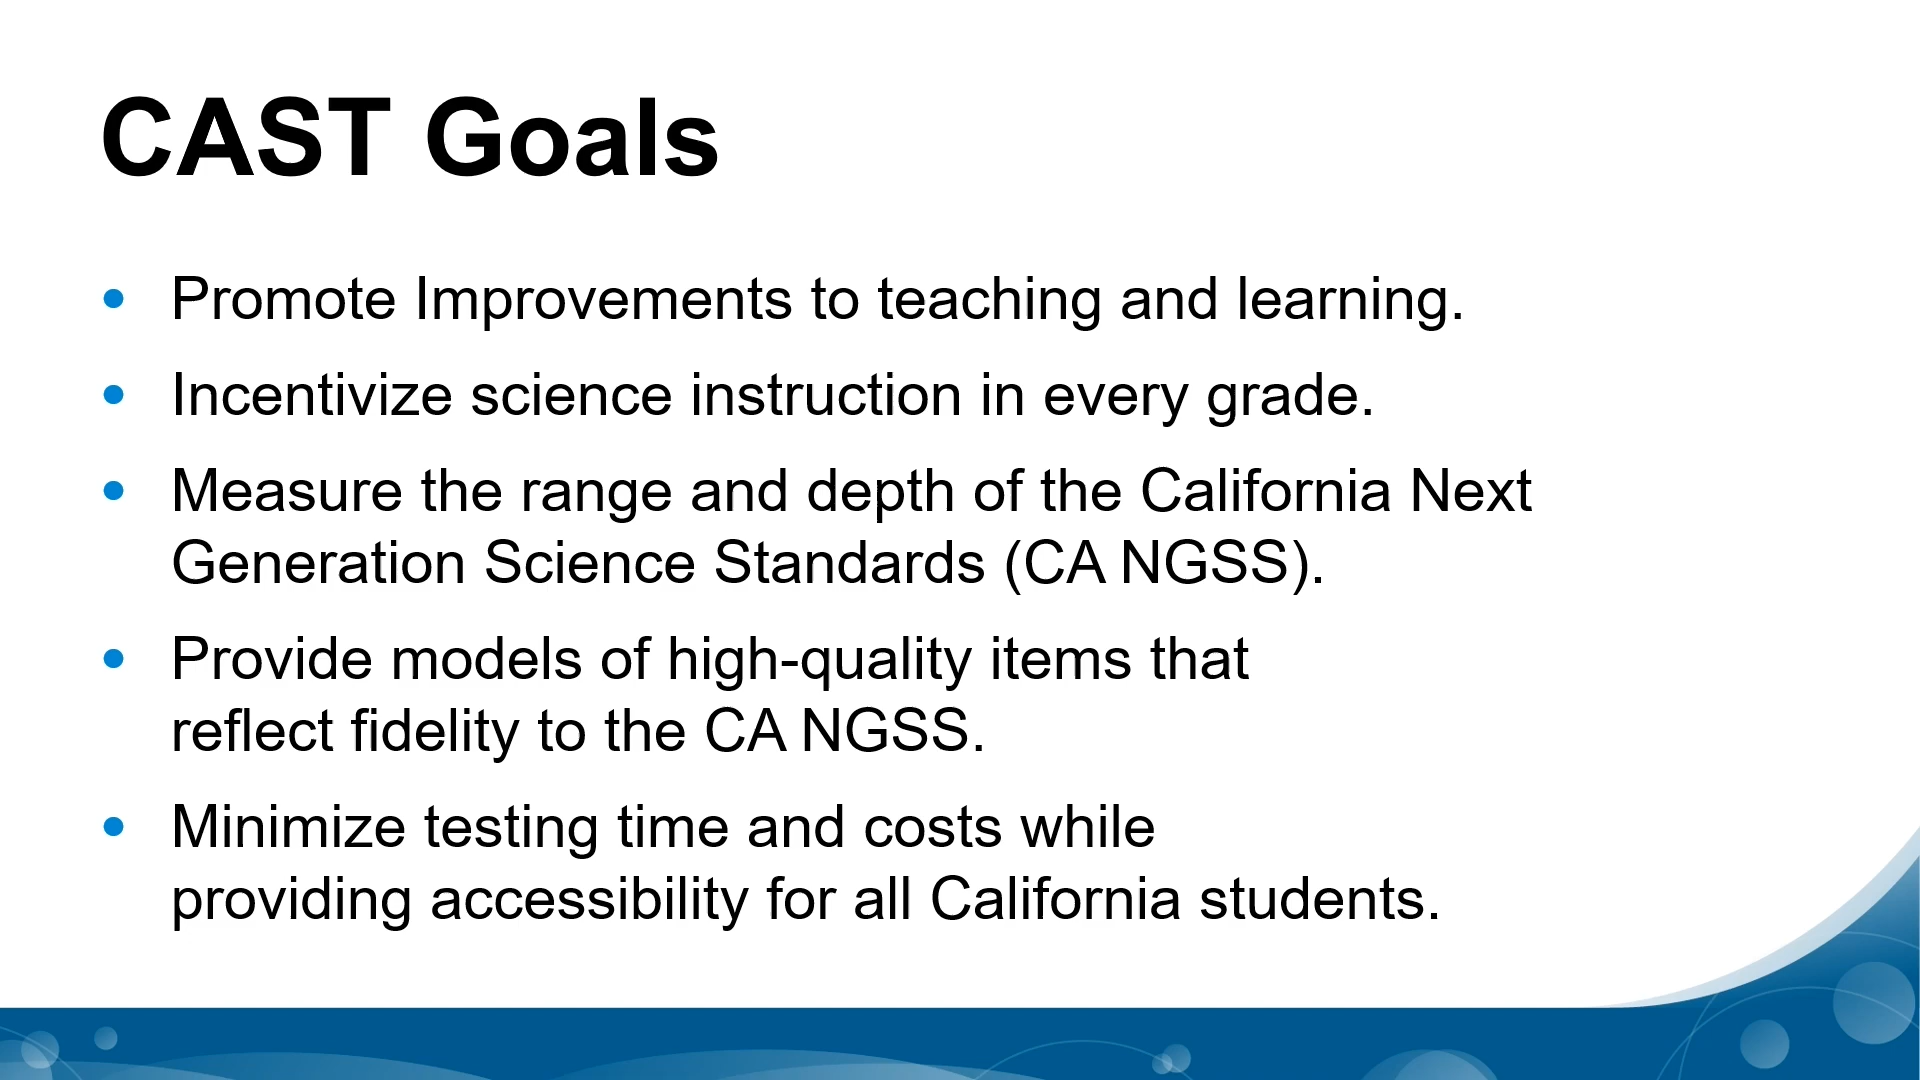 CAST Goals
• Promote Improvements to teaching and learning.
• Incentivize science instruction in every grade.
• Measure the range and depth of the California Next
Generation Science Standards (CA NGSS).
• Provide models of high-quality items that
reflect fidelity to the CA NGSS.
• Minimize testing time and costs while
providing accessibility for all California students.